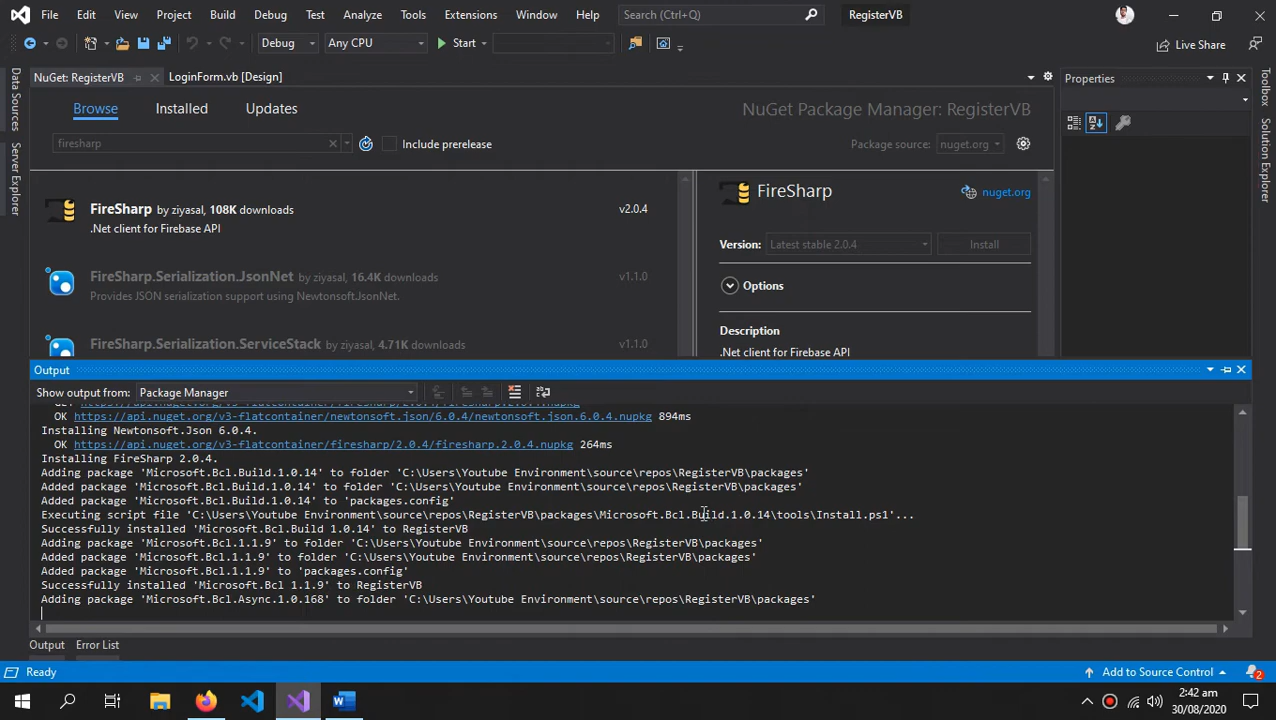 File Edit View Project Build Debug Test Analyze Tools Extensions Window Help Search (Ctrl+Q) RegisterVB
Debug Any CPU Start Live Share
NuGet: RegisterVB LoginForm.vb [Design] Properties
Data Sources
Server Explorer
Toolbox
Solution Explorer
Browse Installed Updates NuGet Package Manager: RegisterVB
firesharp Include prerelease Package source: nuget.org
FireSharp by ziyasal, 108K downloads v2.0.4
.Net client for Firebase API
FireSharp.Serialization.JsonNet by ziyasal, 16.4K downloads v1.1.0
Provides JSON serialization support using Newtonsoft.JsonNet.
FireSharp.Serialization.ServiceStack by ziyasal, 4.71K downloads v1.1.0
FireSharp nuget.org
Version: Latest stable 2.0.4 Install
Options
Description
.Net client for Firebase API
Output
Show output from: Package Manager
OK https://api.nuget.org/v3-flatcontainer/newtonsoft.json/6.0.4/newtonsoft.json.6.0.4.nupkg 894ms
Installing Newtonsoft.Json 6.0.4.
OK https://api.nuget.org/v3-flatcontainer/firesharp/2.0.4/firesharp.2.0.4.nupkg 264ms
Installing FireSharp 2.0.4.
Adding package 'Microsoft.Bcl.Build.1.0.14' to folder 'C:\Users\Youtube Environment\source\repos\RegisterVB\packages'
Added package 'Microsoft.Bcl.Build.1.0.14' to folder 'C:\Users\Youtube Environment\source\repos\RegisterVB\packages'
Added package 'Microsoft.Bcl.Build.1.0.14' to 'packages.config'
Executing script file 'C:\Users\Youtube Environment\source\repos\RegisterVB\packages\Microsoft.Bcl.Build.1.0.14\tools\Install.ps1'...
Successfully installed 'Microsoft.Bcl.Build 1.0.14' to RegisterVB
Adding package 'Microsoft.Bcl.1.1.9' to folder 'C:\Users\Youtube Environment\source\repos\RegisterVB\packages'
Added package 'Microsoft.Bcl.1.1.9' to folder 'C:\Users\Youtube Environment\source\repos\RegisterVB\packages'
Added package 'Microsoft.Bcl.1.1.9' to 'packages.config'
Successfully installed 'Microsoft.Bcl 1.1.9' to RegisterVB
Adding package 'Microsoft.Bcl.Async.1.0.168' to folder 'C:\Users\Youtube Environment\source\repos\RegisterVB\packages'
Output Error List
Ready Add to Source Control 2
2:42 am
30/08/2020